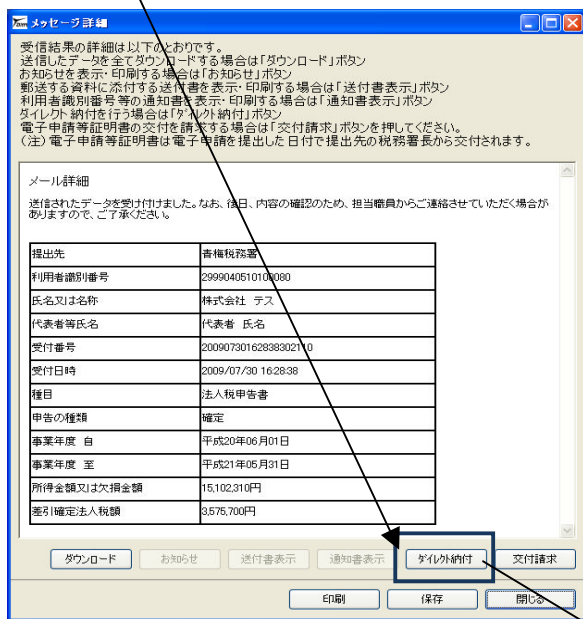 メッセージ詳細
受信結果の詳細は以下のとおりです。
送信したデータを全てダウンロードする場合は「ダウンロード」ボタン
お知らせを表示・印刷する場合は「お知らせ」ボタン
郵送する資料に添付する送付書を表示・印刷する場合は「送付書表示」ボタン
利用者識別番号等の通知書を表示・印刷する場合は「通知書表示」ボタン
ダイレクト納付を行う場合は「ダイレクト納付」ボタン
電子申請等証明書の交付を請求する場合は「交付請求」ボタンを押してください。
(注)電子申請等証明書は電子申請を提出した日付で提出先の税務署長から交付されます。
メール詳細
送信されたデータを受け付けました。なお、後日、内容の確認のため、担当職員からご連絡させていただく場合が
ありますので、ご了承ください。
提出先 青梅税務署
利用者識別番号 2999040510100080
氏名又は名称 株式会社 テス
代表者等氏名 代表者 氏名
受付番号 20090730162838302110
受付日時 2009/07/30 16:28:38
種目 法人税申告書
申告の種類 確定
事業年度 自 平成20年06月01日
事業年度 至 平成21年05月31日
所得金額又は欠損金額 15,102,310円
差引確定法人税額 3,575,700円
ダウンロード お知らせ 送付書表示 通知書表示 ダイレクト納付 交付請求
印刷 保存 閉じる